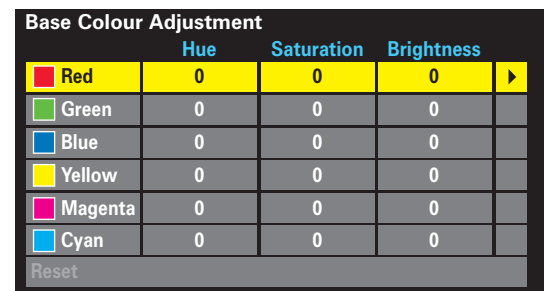 Base Colour Adjustment
Hue Saturation Brightness
Red 0 0 0
Green 0 0 0
Blue 0 0 0
Yellow 0 0 0
Magenta 0 0 0
Cyan 0 0 0
Reset